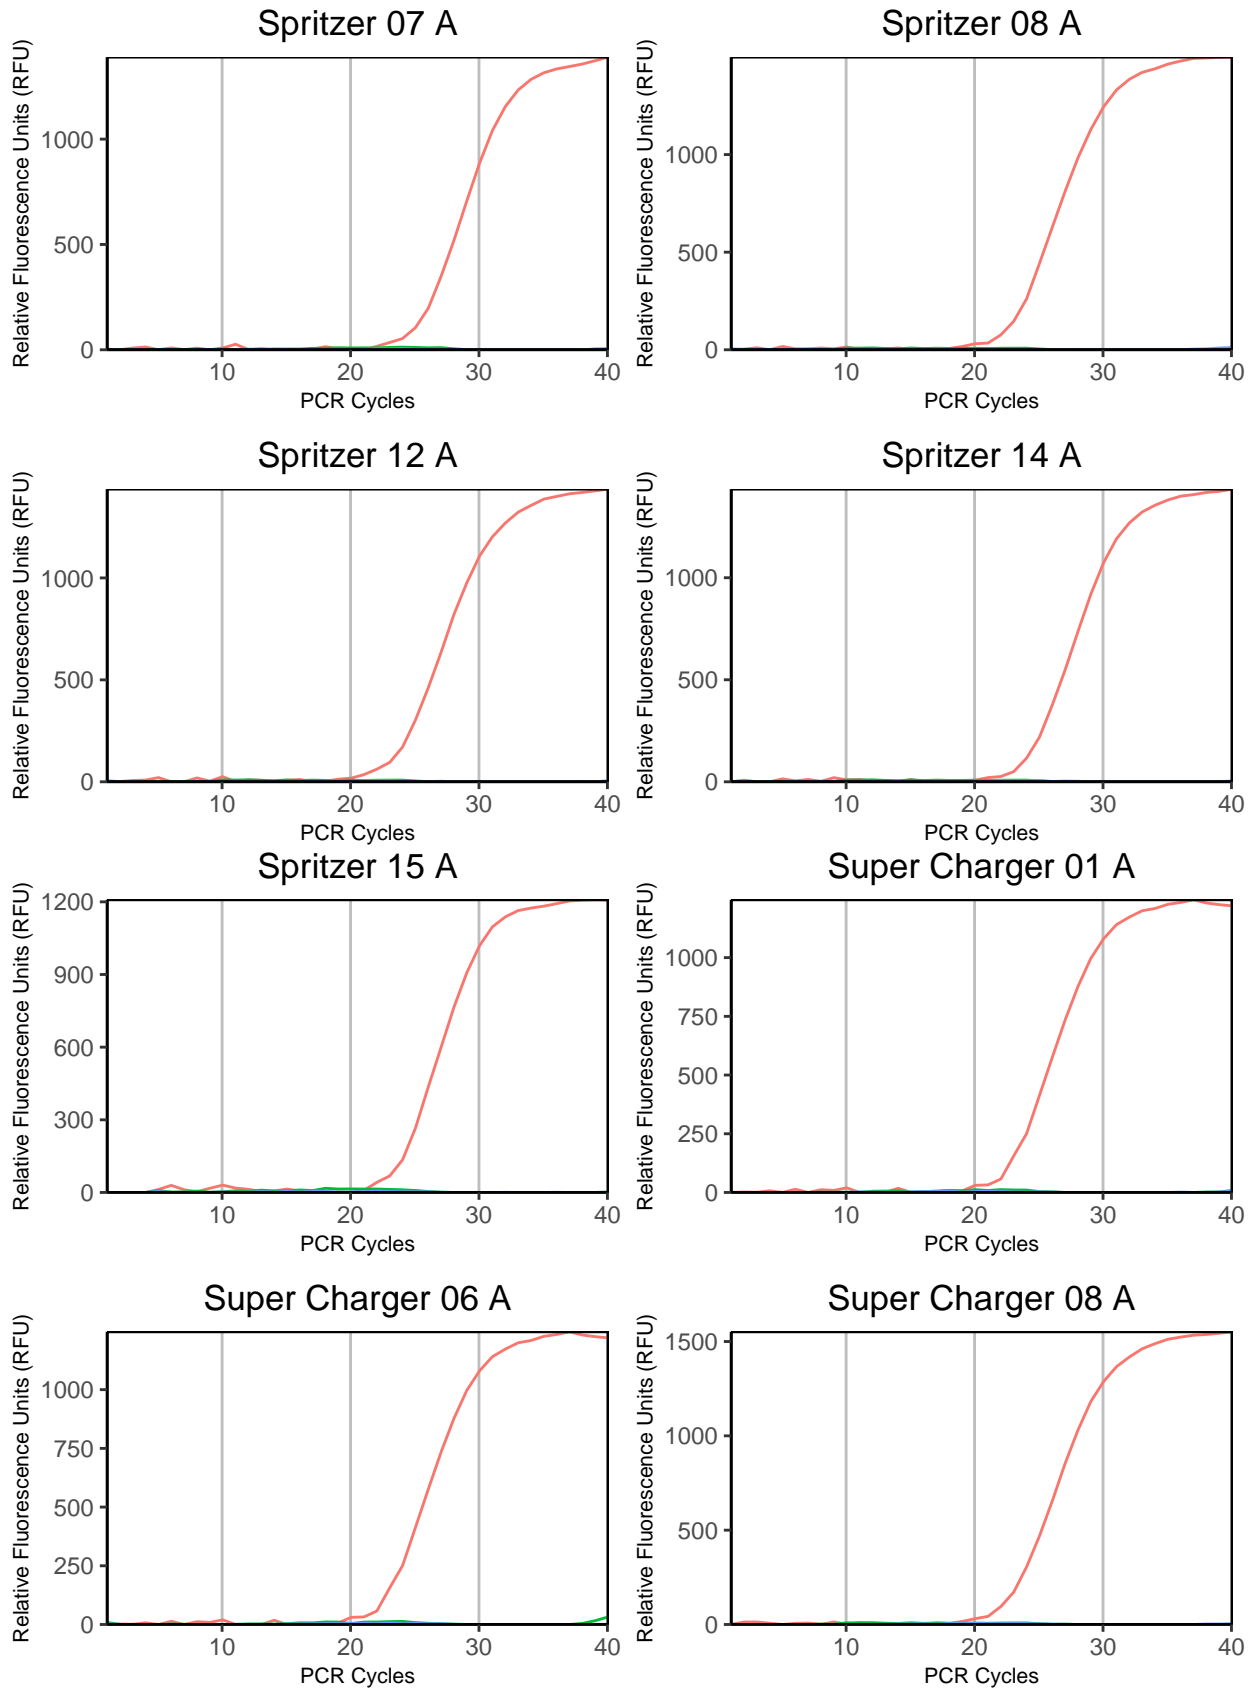 Spritzer 07 A
Relative Fluorescence Units (RFU)
1000
500
0
10 20 30 40
PCR Cycles
Spritzer 08 A
Relative Fluorescence Units (RFU)
1000
500
0
10 20 30 40
PCR Cycles
Spritzer 12 A
Relative Fluorescence Units (RFU)
1000
500
0
10 20 30 40
PCR Cycles
Spritzer 14 A
Relative Fluorescence Units (RFU)
1000
500
0
10 20 30 40
PCR Cycles
Spritzer 15 A
Relative Fluorescence Units (RFU)
1200
900
600
300
0
10 20 30 40
PCR Cycles
Super Charger 01 A
Relative Fluorescence Units (RFU)
1000
750
500
250
0
10 20 30 40
PCR Cycles
Super Charger 06 A
Relative Fluorescence Units (RFU)
1000
750
500
250
0
10 20 30 40
PCR Cycles
Super Charger 08 A
Relative Fluorescence Units (RFU)
1500
1000
500
0
10 20 30 40
PCR Cycles